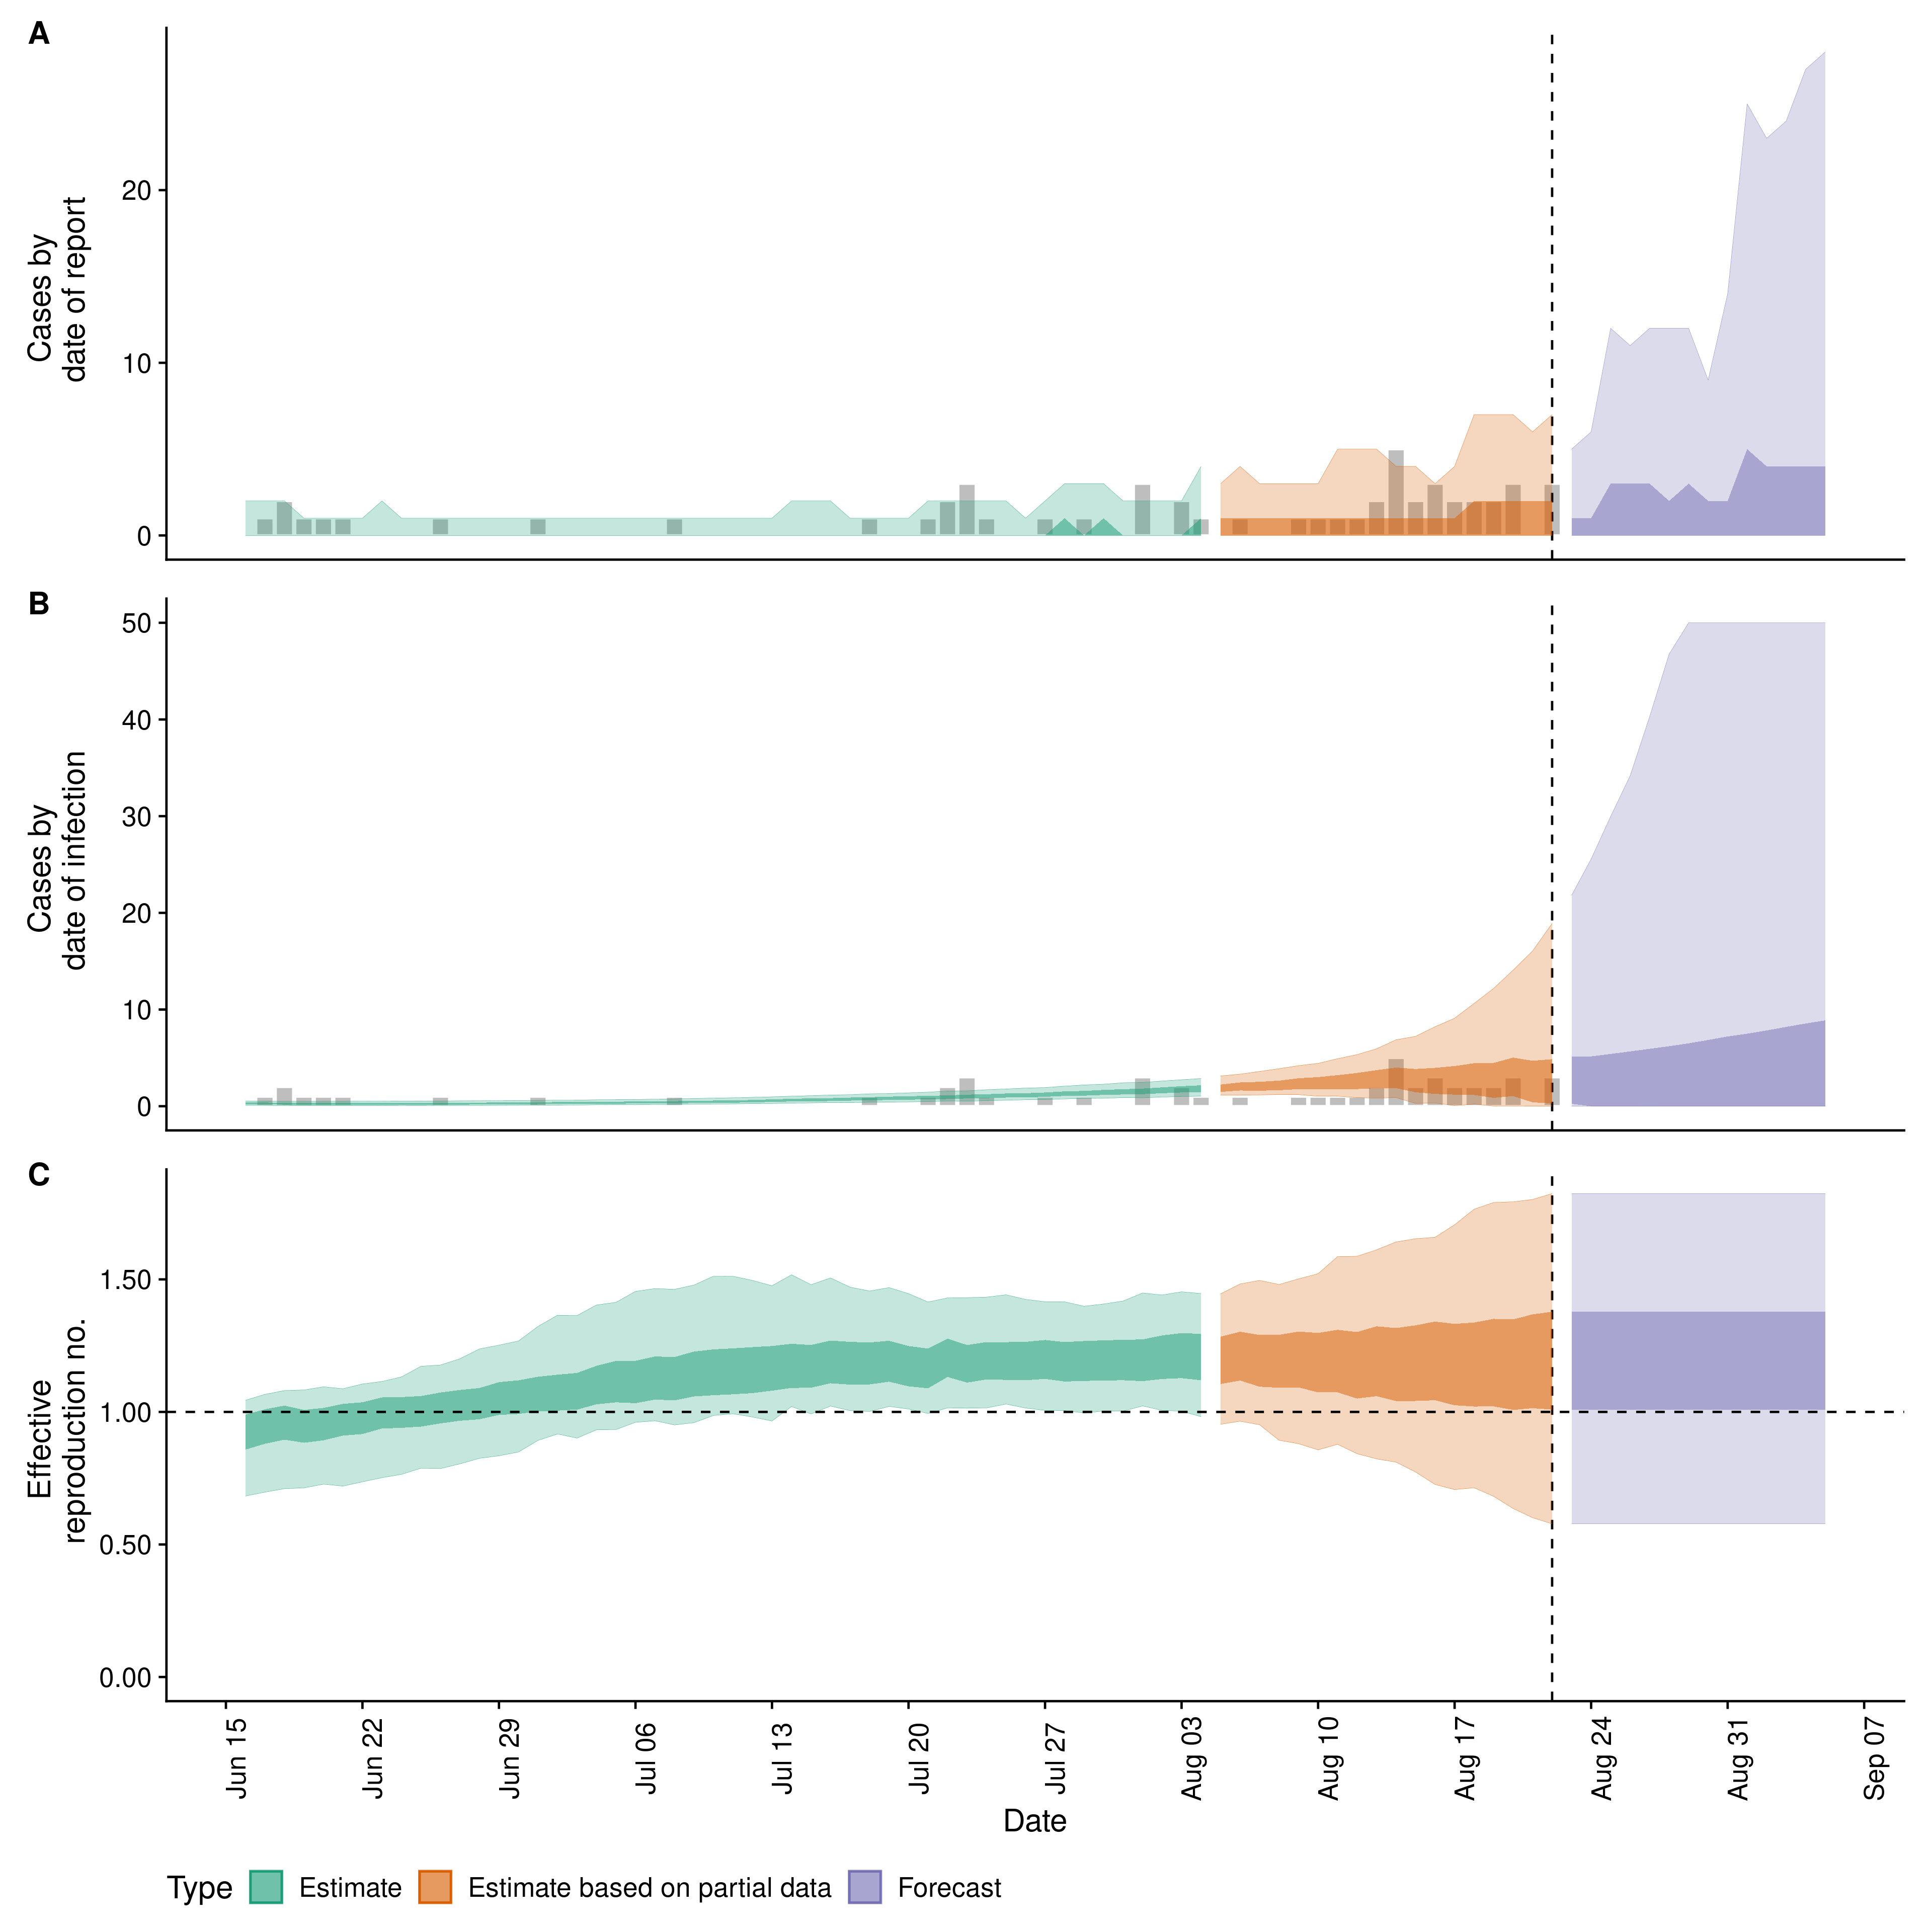 A
Cases by
date of report
20
10
0
B
Cases by
date of infection
50
40
30
20
10
0
C
Effective
reproduction no.
1.50
1.00
0.50
0.00
Jun 15
Jun 22
Jun 29
Jul 06
Jul 13
Jul 20
Jul 27
Aug 03
Aug 10
Aug 17
Aug 24
Aug 31
Sep 07
Date
Type Estimate Estimate based on partial data Forecast